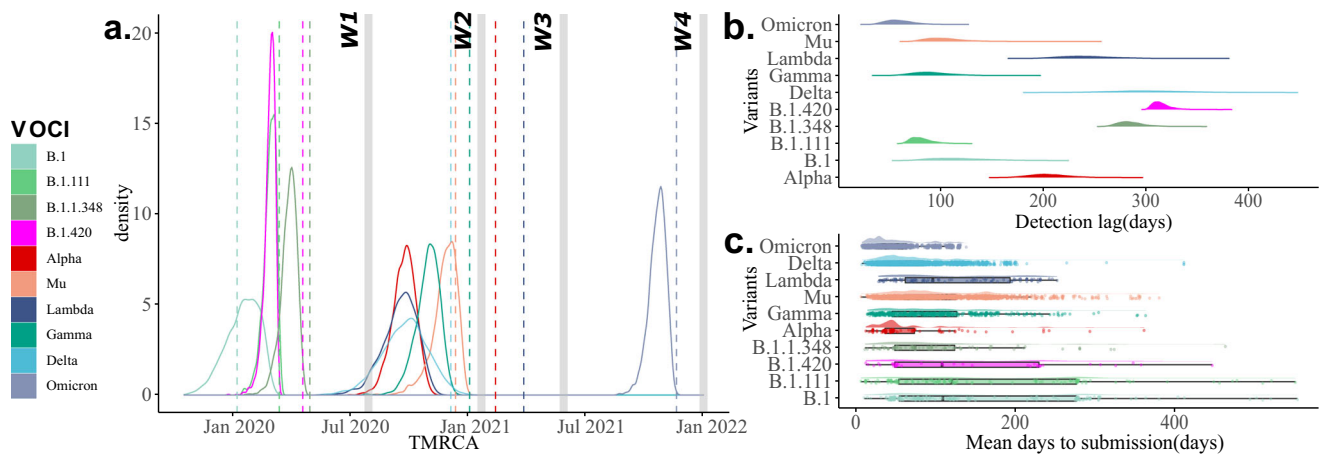 a.
W1
W2
W3
W4
20
15
10
5
0
density
Jan 2020
Jul 2020
Jan 2021
Jul 2021
Jan 2022
TMRCA
VOCI
B.1
B.1.111
B.1.1.348
B.1.420
Alpha
Mu
Lambda
Gamma
Delta
Omicron
b.
Variants
Omicron
Mu
Lambda
Gamma
Delta
B.1.420
B.1.348
B.1.111
B.1
Alpha
100
200
300
400
Detection lag(days)
c.
Variants
Omicron
Delta
Lambda
Mu
Gamma
Alpha
B.1.1.348
B.1.420
B.1.111
B.1
0
200
400
Mean days to submission(days)